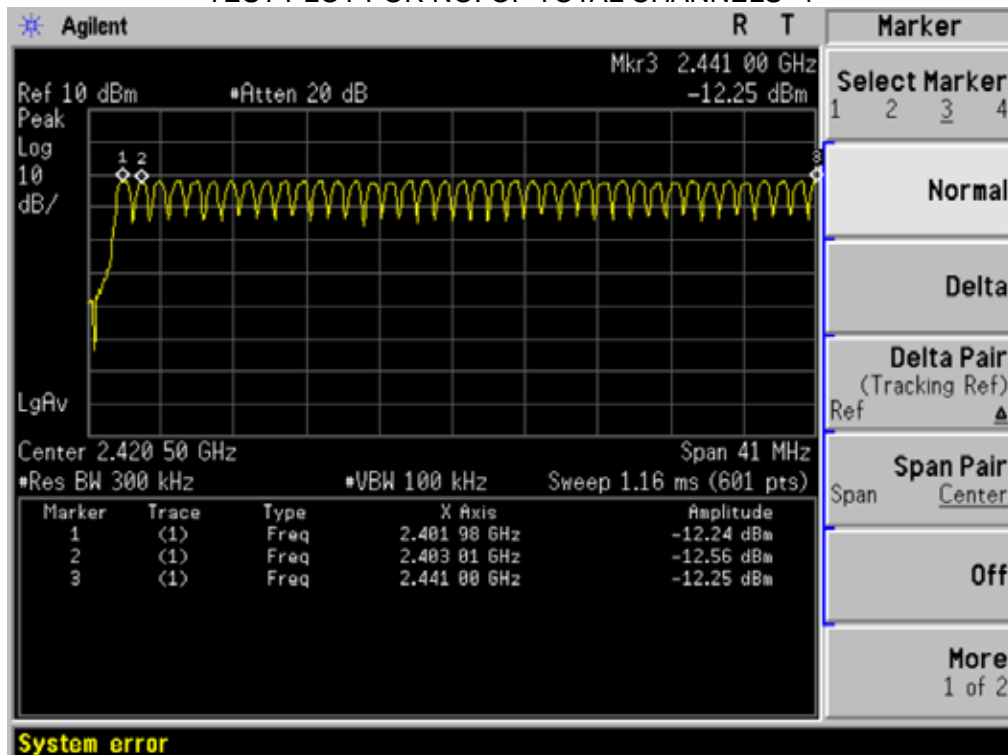 Agilent R T Marker
Mkr3 2.441 00 GHz
Ref 10 dBm #Atten 20 dB -12.25 dBm
Peak
Log
10
dB/
1 2 3
LgAv
Center 2.420 50 GHz Span 41 MHz
#Res BW 300 kHz #VBW 100 kHz Sweep 1.16 ms (601 pts)
Marker Trace Type X Axis Amplitude
1 (1) Freq 2.401 98 GHz -12.24 dBm
2 (1) Freq 2.403 01 GHz -12.56 dBm
3 (1) Freq 2.441 00 GHz -12.25 dBm
Select Marker
1 2 3 4
Normal
Delta
Delta Pair
(Tracking Ref)
Ref Δ
Span Pair
Span Center
Off
More
1 of 2
System error